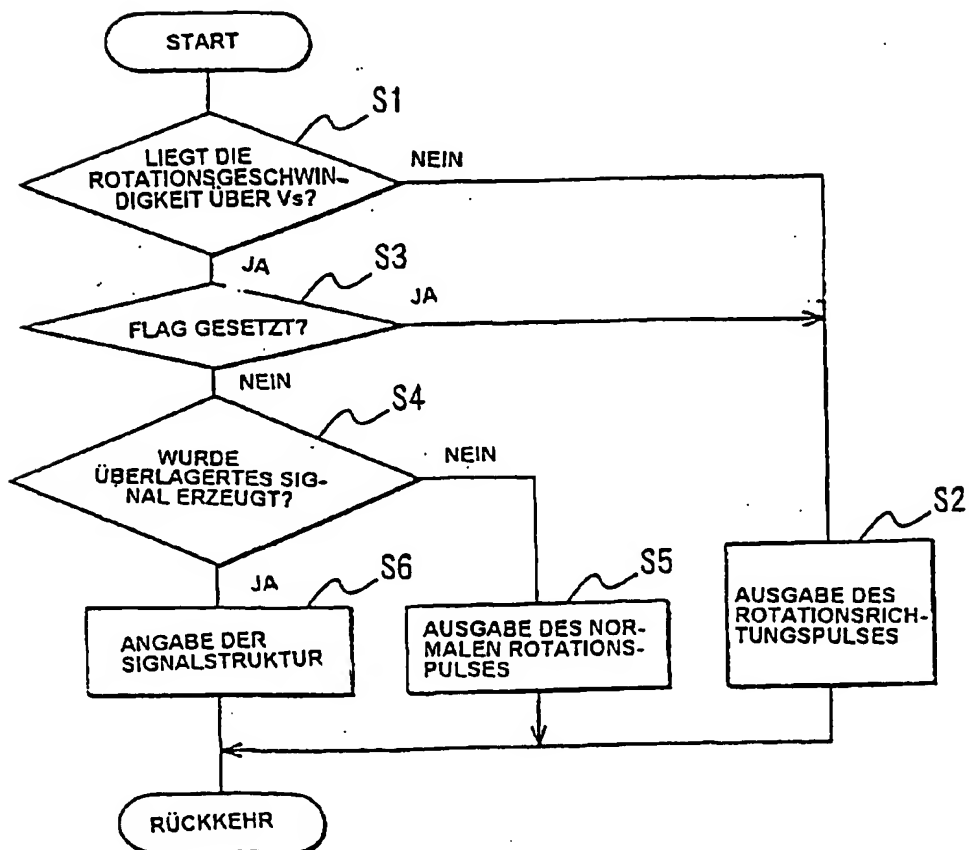 START
S1
LIEGT DIE
ROTATIONSGESCHWIN-
DIGKEIT ÜBER Vs?
NEIN
JA
S3
FLAG GESETZT?
JA
NEIN
S4
WURDE
ÜBERLAGERTES SIG-
NAL ERZEUGT?
NEIN
JA
S6
ANGABE DER
SIGNALSTRUKTUR
S5
AUSGABE DES NOR-
MALEN ROTATIONS-
PULSES
S2
AUSGABE DES
ROTATIONSRICH-
TUNGSPULSES
RÜCKKEHR